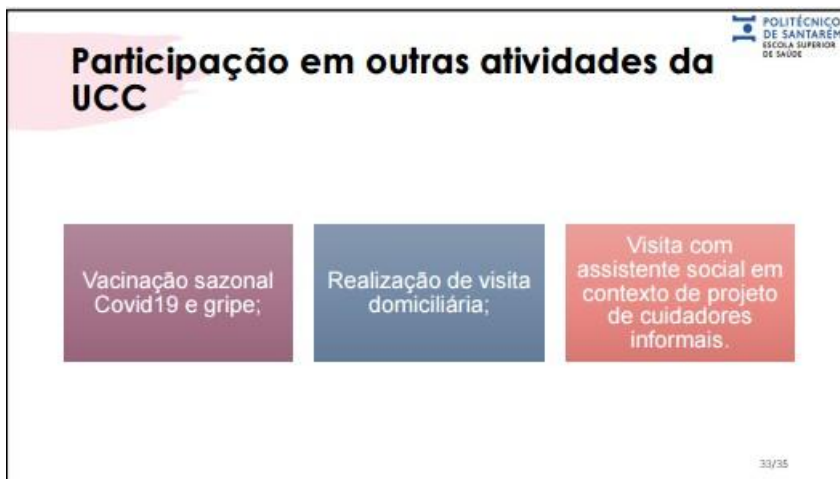 POLITÉCNICO
DE SANTARÉM
ESCOLA SUPERIOR
DE SAÚDE
Participação em outras atividades da
UCC
Vacinação sazonal
Covid19 e gripe;
Realização de visita
domiciliária;
Visita com
assistente social em
contexto de projeto
de cuidadores
informais.
33/35